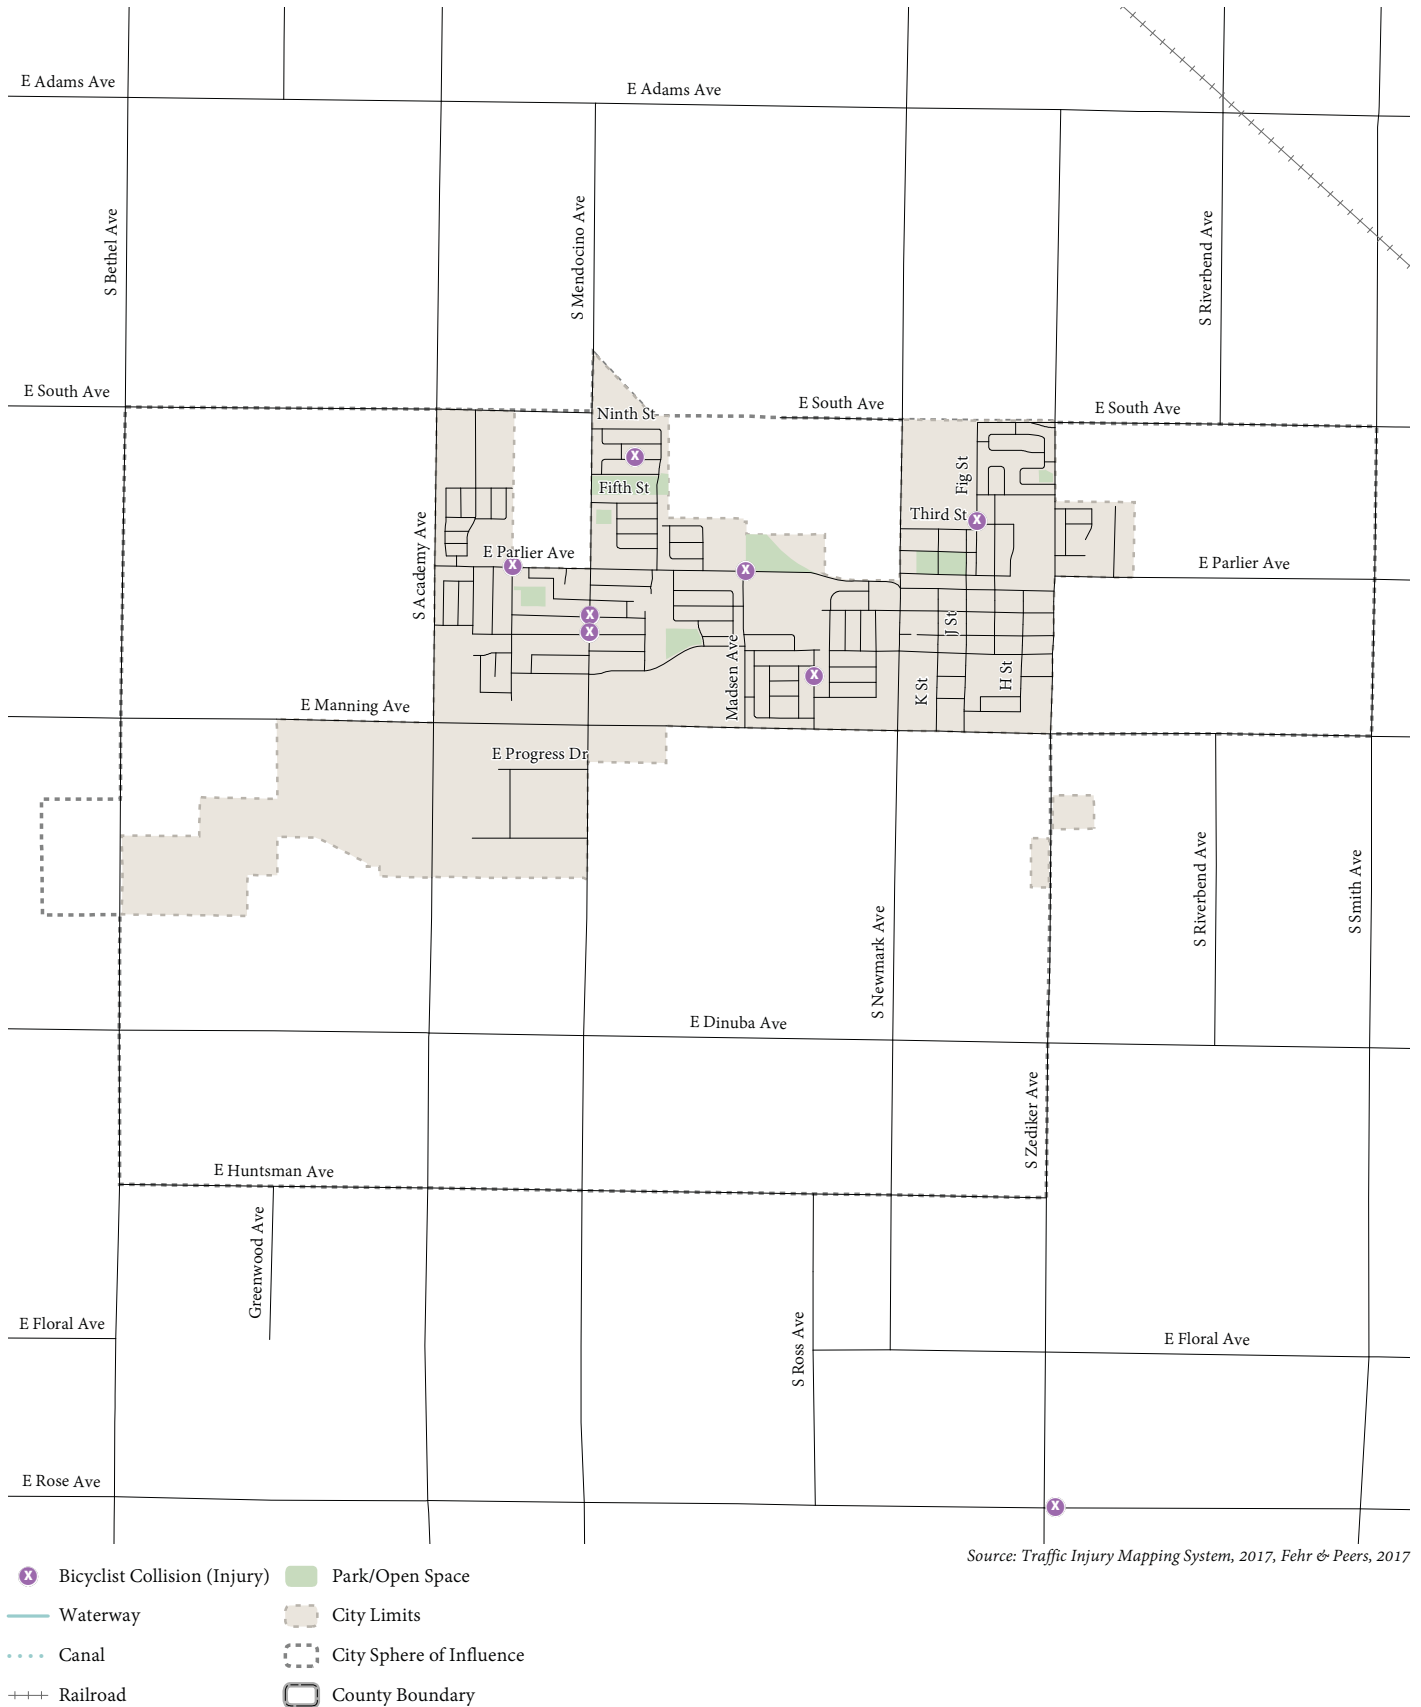 E Adams Ave
E Adams Ave
S Bethel Ave
S Mendocino Ave
S Riverbend Ave
E South Ave
E South Ave
E South Ave
Ninth St
Fifth St
Fig St
Third St
S Academy Ave
E Parlier Ave
E Parlier Ave
J St
Madsen Ave
K St
H St
E Manning Ave
E Progress Dr
S Newmark Ave
S Riverbend Ave
S Smith Ave
E Dinuba Ave
S Zediker Ave
E Huntsman Ave
Greenwood Ave
E Floral Ave
S Ross Ave
E Floral Ave
E Rose Ave
Source: Traffic Injury Mapping System, 2017, Fehr & Peers, 2017
X Bicyclist Collision (Injury)
Waterway
Canal
Railroad
Park/Open Space
City Limits
City Sphere of Influence
County Boundary
X
X
X
X
X
X
X
X